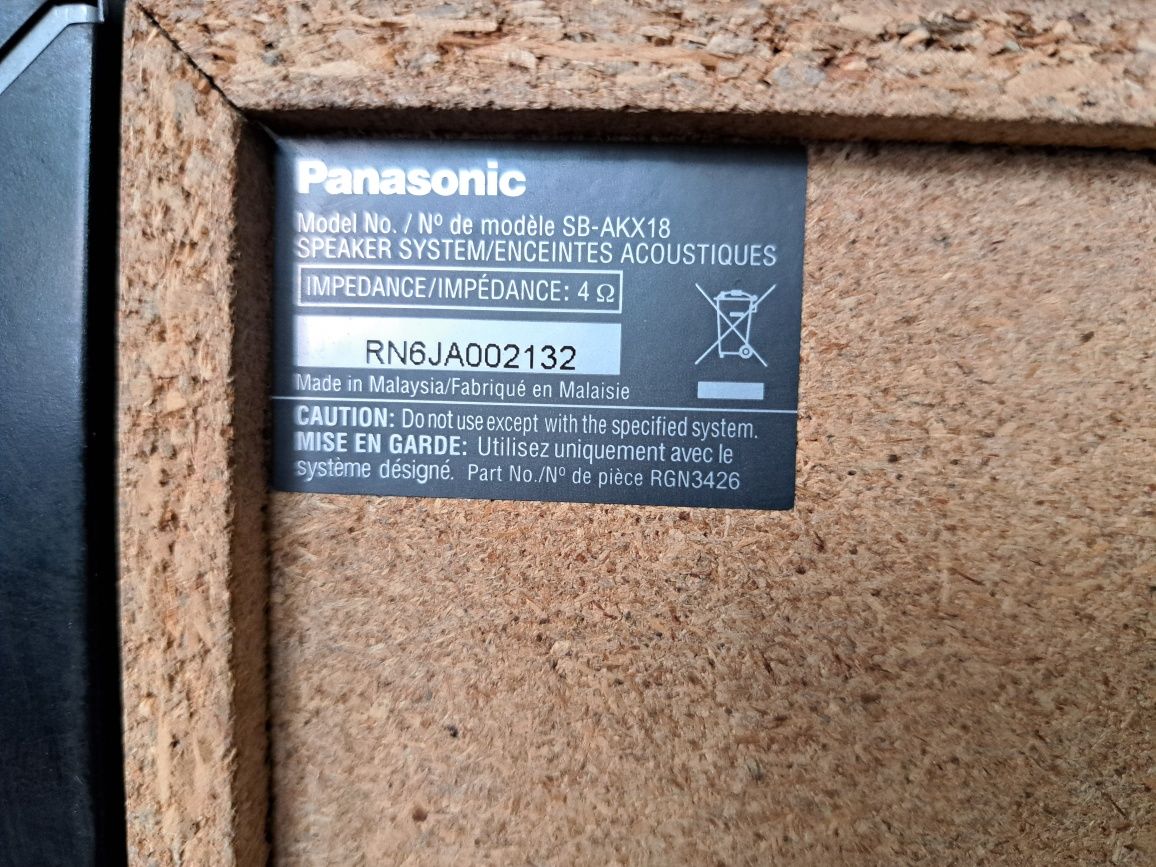 Panasonic
Model No. / Nº de modèle SB-AKX18
SPEAKER SYSTEM/ENCEINTES ACOUSTIQUES
IMPEDANCE/IMPÉDANCE: 4 Ω
RN6JA002132
Made in Malaysia/Fabriqué en Malaisie
CAUTION: Do not use except with the specified system.
MISE EN GARDE: Utilisez uniquement avec le
système désigné. Part No./Nº de pièce RGN3426